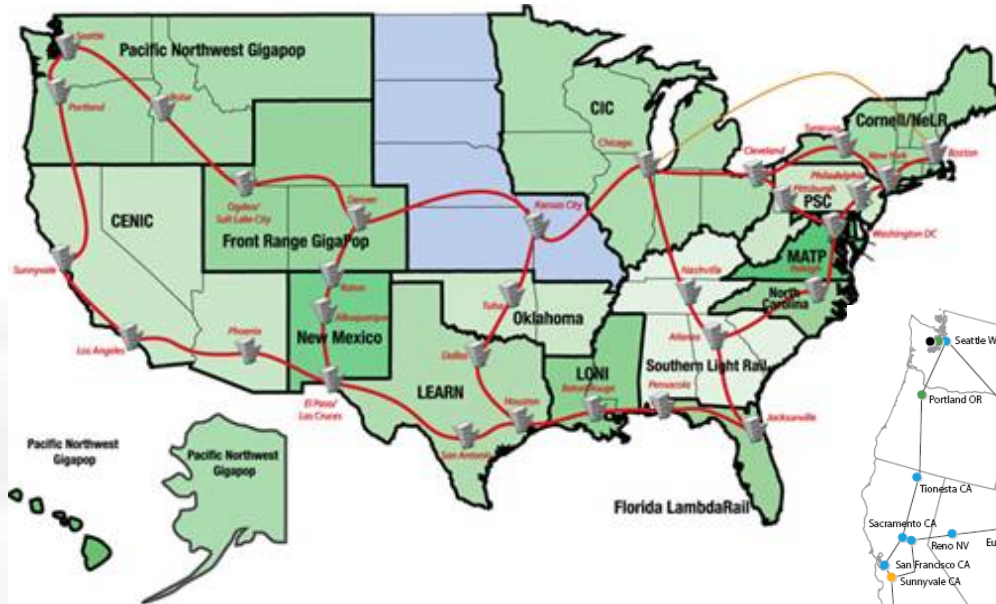 Seattle
Pacific Northwest Gigapop
Portland
Boise
CIC
Chicago
Cleveland
Syracuse
Cornell/NeLR
New York
Boston
Philadelphia
Pittsburgh
PSC
Washington DC
MATP
Raleigh
North
Carolina
CENIC
Ogden/
Salt Lake City
Denver
Kansas City
Front Range GigaPop
Sunnyvale
Raton
Albuquerque
New Mexico
Tulsa
Oklahoma
Nashville
Atlanta
Southern Light Rail
Los Angeles
Phoenix
El Paso/
Las Cruces
LEARN
Dallas
LONI
Baton Rouge
Pensacola
Houston
San Antonio
Jacksonville
Florida LambdaRail
Pacific Northwest
Gigapop
Pacific Northwest
Gigapop
Seattle W
Portland OR
Tionesta CA
Sacramento CA
Reno NV
Eu
San Francisco CA
Sunnyvale CA